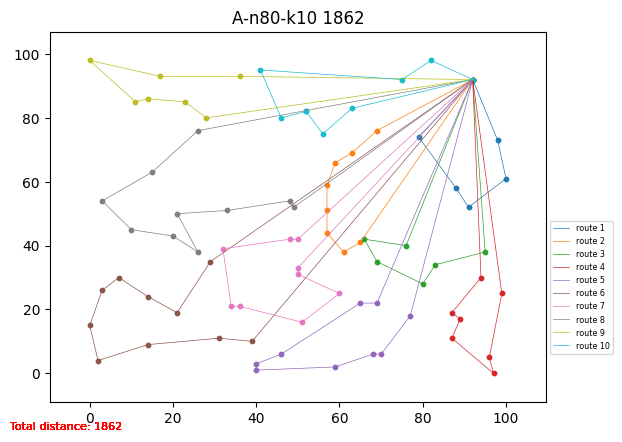 A-n80-k10 1862
100
80
60
40
20
0
0 20 40 60 80 100
route 1
route 2
route 3
route 4
route 5
route 6
route 7
route 8
route 9
route 10
Total distance: 1862